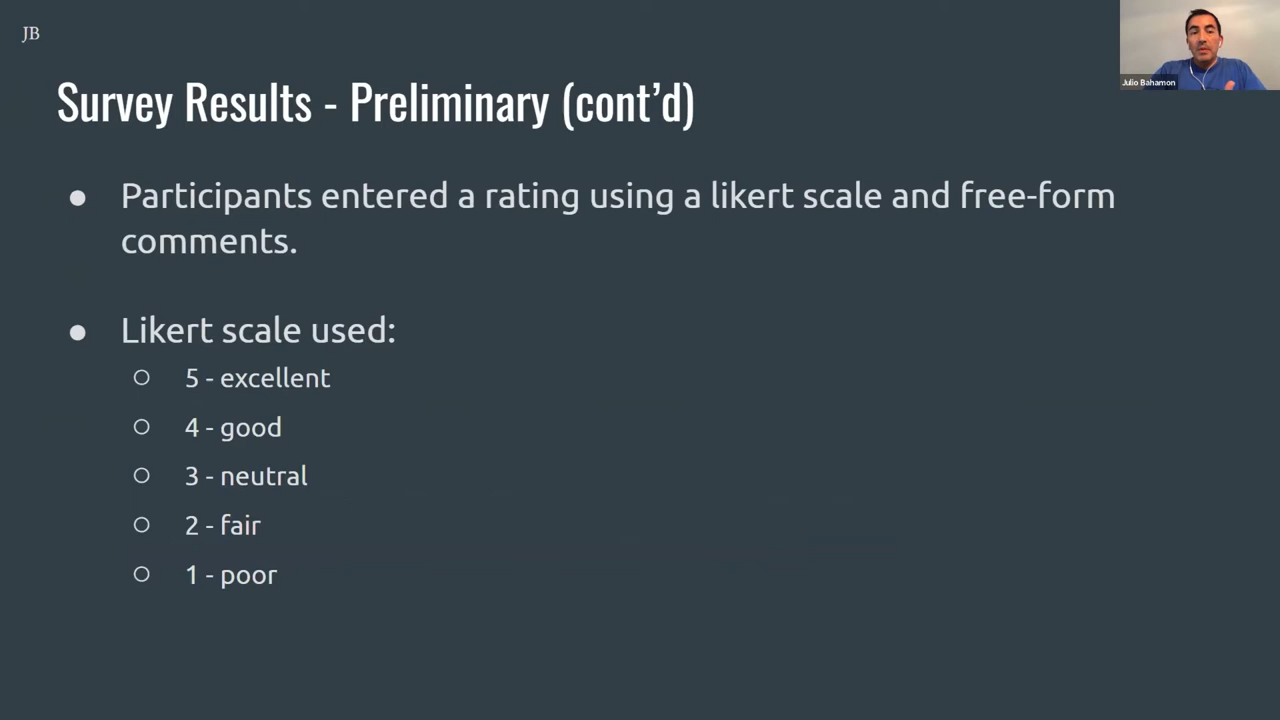 JB
Julio Bahamon
Survey Results - Preliminary (cont’d)
● Participants entered a rating using a likert scale and free-form
comments.
● Likert scale used:
○ 5 - excellent
○ 4 - good
○ 3 - neutral
○ 2 - fair
○ 1 - poor